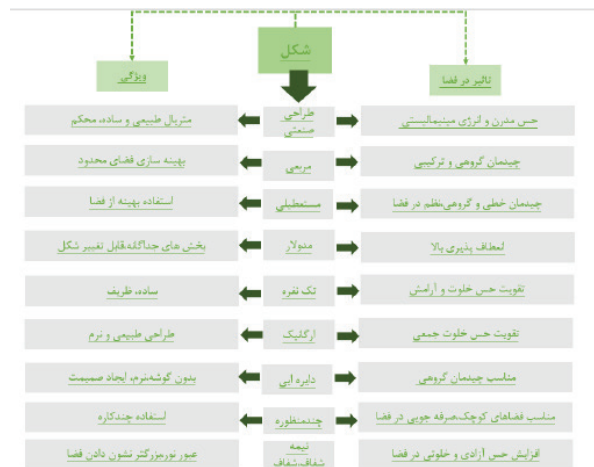 شکل
تاثیر در فضا
ویژگی
حس مدرن و انرژی مینیمالیستی
طراحی
صنعتی
متریال طبیعی و ساده، محکم
چیدمان گروهی و ترکیبی
مربعی
بهینه سازی فضای محدود
چیدمان خطی و گروهی،نظم در فضا
مستطیلی
استفاده بهینه از فضا
انعطاف پذیری بالا
مدولار
بخش های جداگانه،قابل تغییر شکل
تقویت حس خلوت و آرامش
تک نفره
ساده، ظریف
تقویت حس خلوت جمعی
ارگانیک
طراحی طبیعی و نرم
مناسب چیدمان گروهی
دایره ایی
بدون گوشه،نرم، ایجاد صمیمت
مناسب فضاهای کوچک،صرفه جویی در فضا
چندمنظوره
استفاده چندکاره
افزایش حس آزادی و خلوتی در فضا
نیمه
شفاف،شفاف
عبور نور،بزرگتر نشون دادن فضا